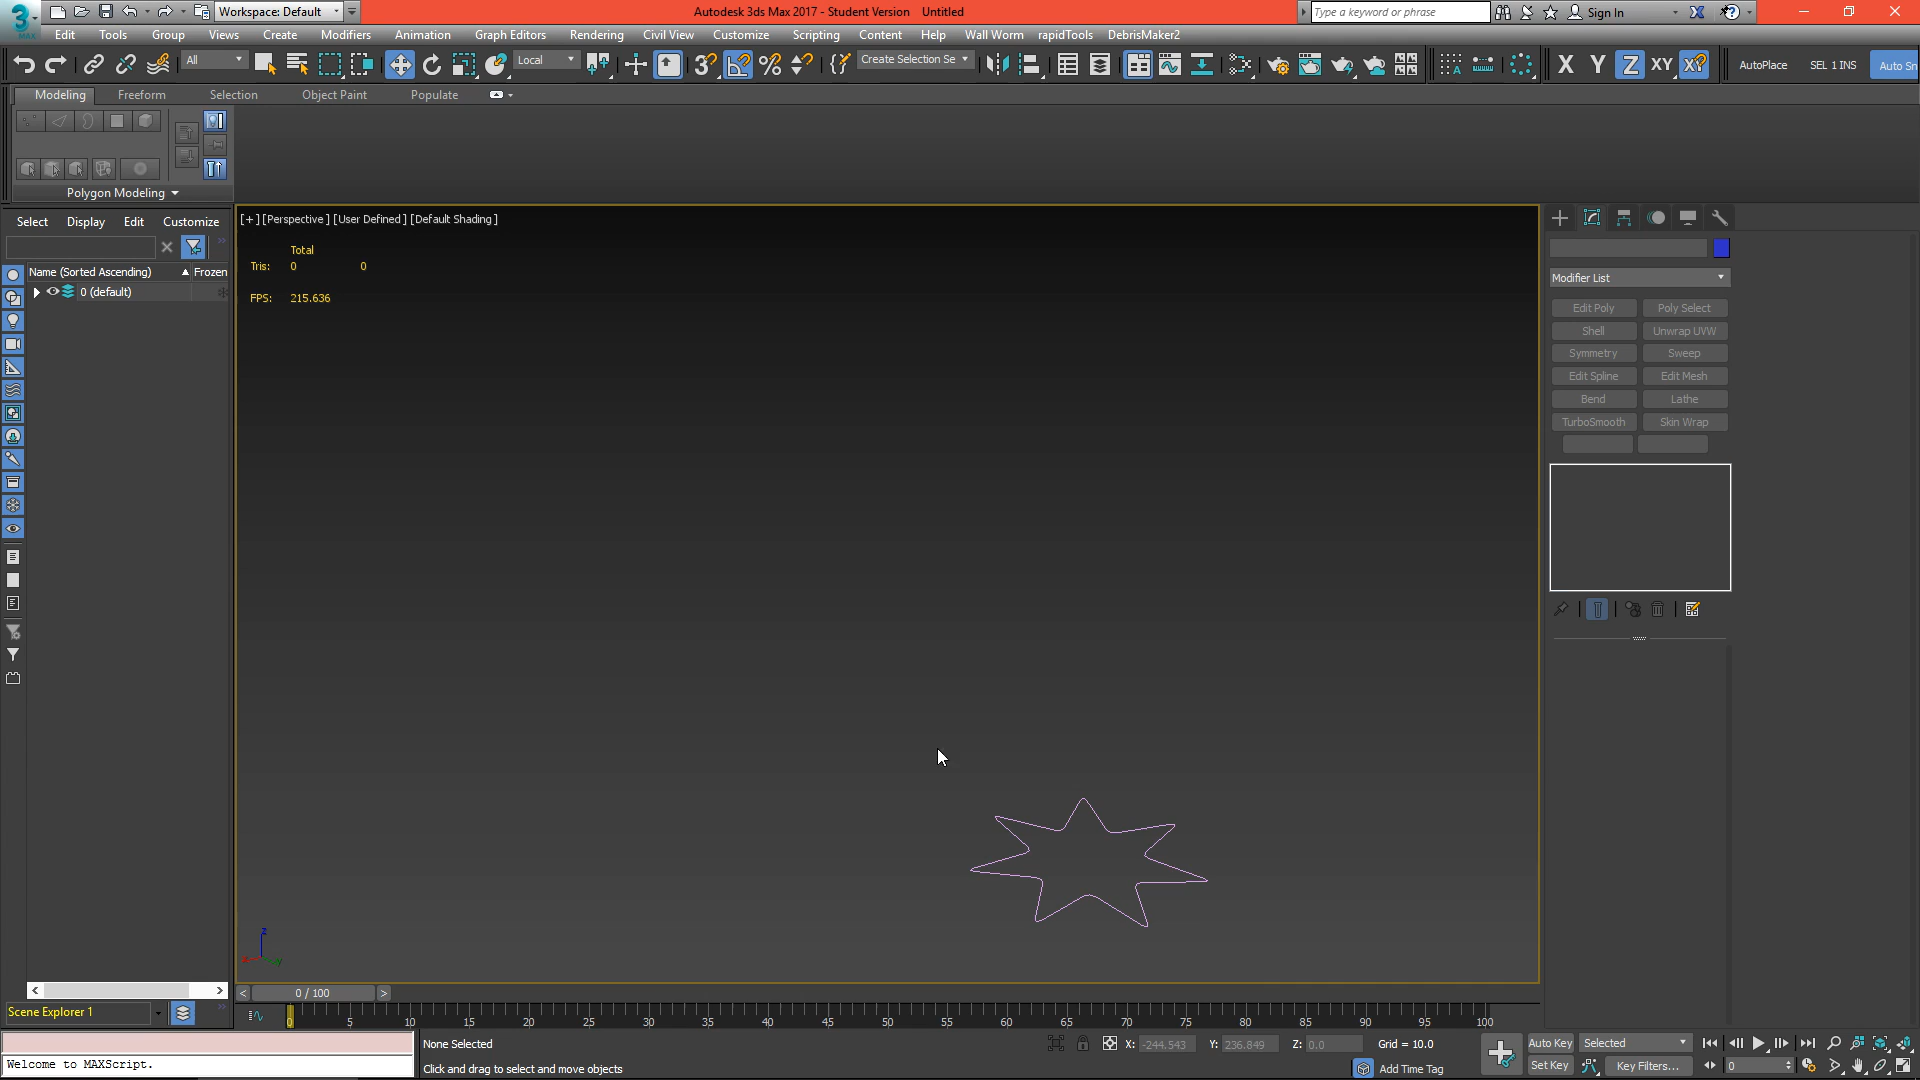 Workspace: Default
Autodesk 3ds Max 2017 - Student Version    Untitled
Type a keyword or phrase
Sign In
MAX
Edit
Tools
Group
Views
Create
Modifiers
Animation
Graph Editors
Rendering
Civil View
Customize
Scripting
Content
Help
Wall Worm
rapidTools
DebrisMaker2
All
Local
3
Create Selection Se
X
Y
Z
XY
AutoPlace
SEL 1 INS
Auto Sn
Modeling
Freeform
Selection
Object Paint
Populate
Polygon Modeling
Select
Display
Edit
Customize
Name (Sorted Ascending)
Frozen
0 (default)
[+] [Perspective] [User Defined] [Default Shading]
Total
Tris: 0 0
FPS: 215.636
Modifier List
Edit Poly
Poly Select
Shell
Unwrap UVW
Symmetry
Sweep
Edit Spline
Edit Mesh
Bend
Lathe
TurboSmooth
Skin Wrap
z
x
y
< 0 / 100 >
Scene Explorer 1
0 5 10 15 20 25 30 35 40 45 50 55 60 65 70 75 80 85 90 95 100
None Selected
X: -244.543
Y: 236.849
Z: 0.0
Grid = 10.0
Auto Key
Selected
Welcome to MAXScript.
Click and drag to select and move objects
Add Time Tag
Set Key
Key Filters...
0